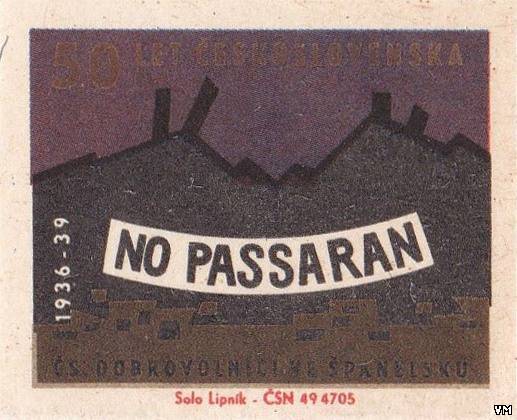 50 LET ČESKOSLOVENSKA
1936-39
NO PASSARAN
ČS. DOBROVOLNÍCI VE ŠPANĚLSKU
Solo Lipník - ČSN 49 4705
VM